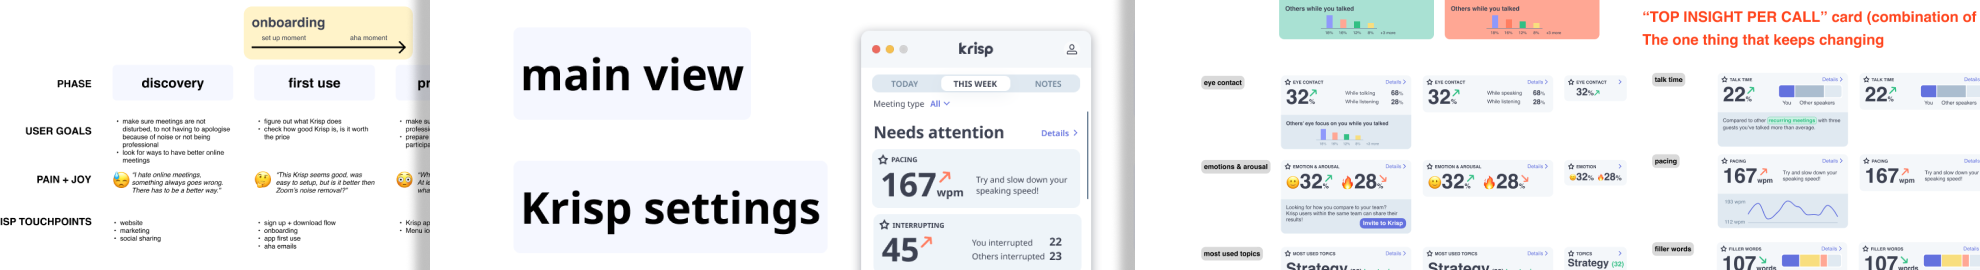 onboarding
set up moment
aha moment
PHASE
discovery
first use
pr
USER GOALS
• make sure meetings are not
disturbed, to not having to apologise
because of noise or not being
professional
• look for ways to have better online
meetings
• figure out what Krisp does
• check how good Krisp is, is it worth
the price
• make su
professi
• prepare
participa
PAIN + JOY
"I hate online meetings,
something always goes wrong.
There has to be a better way."
"This Krisp seems good, was
easy to setup, but is it better then
Zoom's noise removal?"
ISP TOUCHPOINTS
• website
• marketing
• social sharing
• sign up + download flow
• onboarding
• app first use
• aha emails
• Krisp ap
• Menu ic
main view
Krisp settings
krisp
TODAY
THIS WEEK
NOTES
Meeting type All
Needs attention
Details >
PACING
167 wpm
Try and slow down your
speaking speed!
INTERRUPTING
45
You interrupted 22
Others interrupted 23
Others while you talked
Others while you talked
"TOP INSIGHT PER CALL" card (combination of
The one thing that keeps changing
eye contact
EYE CONTACT
Details >
32%
While talking 68%
While listening 28%
Others' eye focus on you while you talked
EYE CONTACT
Details >
32%
While speaking 68%
While listening 28%
EYE CONTACT >
32%
emotions & arousal
EMOTION & AROUSAL
Details >
32% 28%
Looking for how you compare to your team?
Krisp users within the same team can share their
results!
Invite to Krisp
EMOTION & AROUSAL
Details >
32% 28%
EMOTION
32% 28%
most used topics
MOST USED TOPICS
Details >
Strategy
MOST USED TOPICS
Details >
Strategy
TOPICS
Strategy (32)
talk time
TALK TIME
Details >
22%
You Other speakers
Compared to other recurring meetings with three
guests you've talked more than average.
TALK TIME
Details
22%
You Other speakers
pacing
PACING
Details >
167 wpm
Try and slow down your
speaking speed!
193 wpm
112 wpm
PACING
Details
167 wpm
Try and slow down your
speaking speed!
filler words
FILLER WORDS
Details >
107 words
FILLER WORDS
Details
107 words